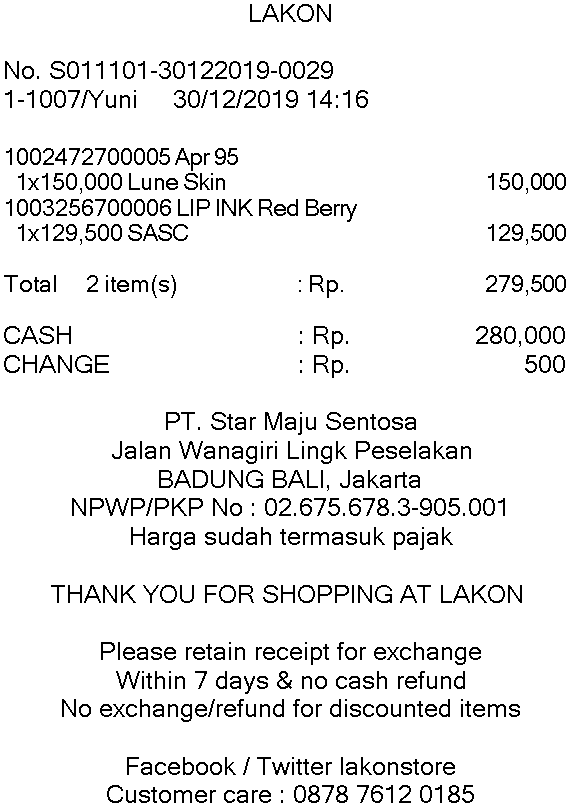 LAKON
No. S011101-30122019-0029
1-1007/Yuni 30/12/2019 14:16
1002472700005 Apr 95
1x150,000 Lune Skin 150,000
1003256700006 LIP INK Red Berry
1x129,500 SASC 129,500
Total 2 item(s) : Rp. 279,500
CASH : Rp. 280,000
CHANGE : Rp. 500
PT. Star Maju Sentosa
Jalan Wanagiri Lingk Peselakan
BADUNG BALI, Jakarta
NPWP/PKP No : 02.675.678.3-905.001
Harga sudah termasuk pajak
THANK YOU FOR SHOPPING AT LAKON
Please retain receipt for exchange
Within 7 days & no cash refund
No exchange/refund for discounted items
Facebook / Twitter lakonstore
Customer care : 0878 7612 0185